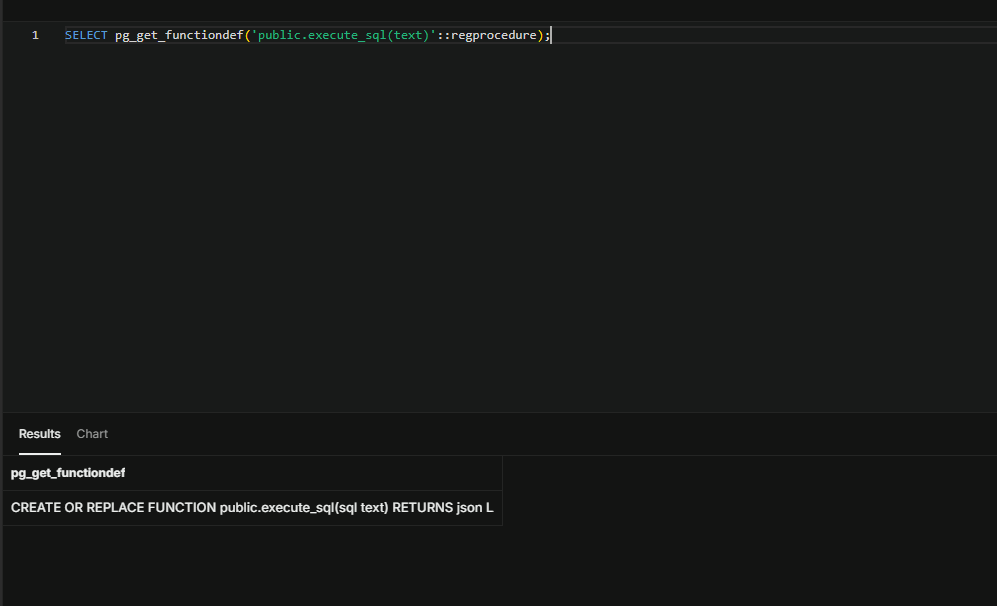 1 SELECT pg_get_functiondef('public.execute_sql(text)'::regprocedure);
Results Chart
pg_get_functiondef
CREATE OR REPLACE FUNCTION public.execute_sql(sql text) RETURNS json L